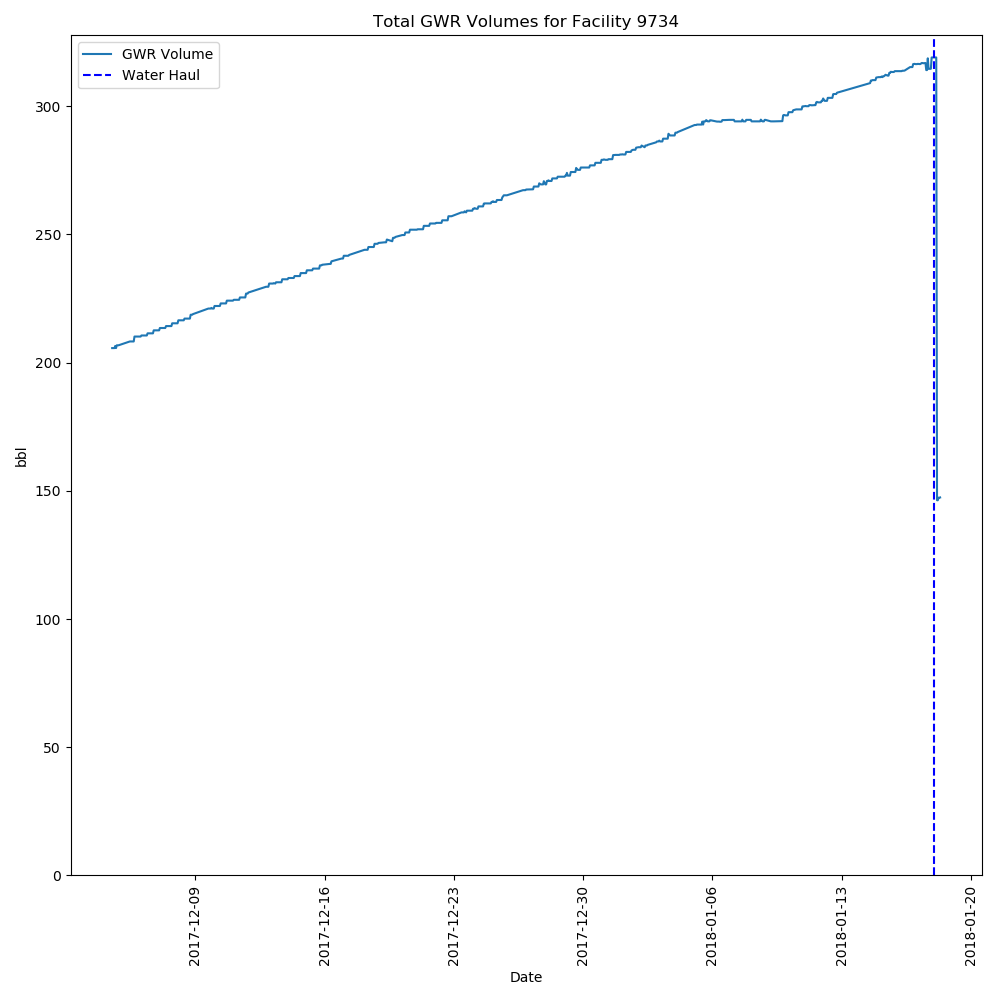 Total GWR Volumes for Facility 9734
GWR Volume
Water Haul
300
250
200
150
100
50
0
bbl
2017-12-09
2017-12-16
2017-12-23
2017-12-30
2018-01-06
2018-01-13
2018-01-20
Date